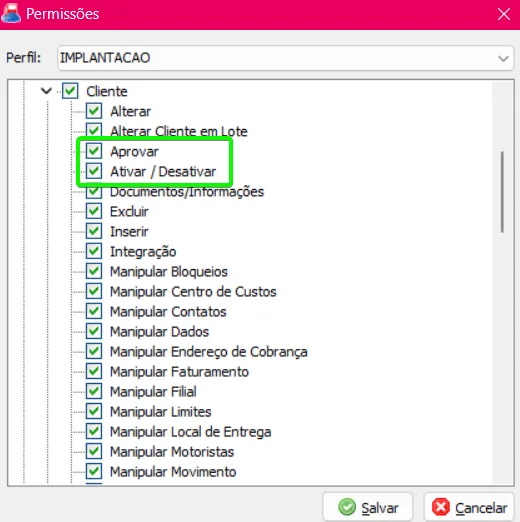 Permissões
Perfil: IMPLANTACAO
Cliente
Alterar
Alterar Cliente em Lote
Aprovar
Ativar / Desativar
Documentos/Informações
Excluir
Inserir
Integração
Manipular Bloqueios
Manipular Centro de Custos
Manipular Contatos
Manipular Dados
Manipular Endereço de Cobrança
Manipular Faturamento
Manipular Filial
Manipular Limites
Manipular Local de Entrega
Manipular Motoristas
Manipular Movimento
Salvar Cancelar